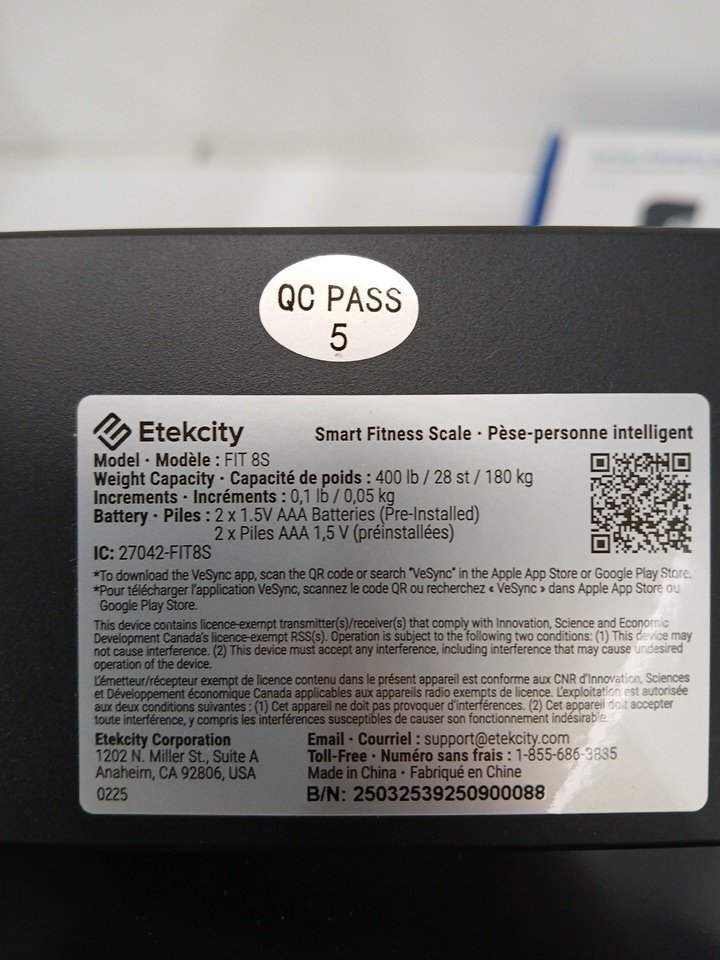 QC PASS
5
Etekcity
Smart Fitness Scale · Pèse-personne intelligent
Model · Modèle : FIT 8S
Weight Capacity · Capacité de poids : 400 lb / 28 st / 180 kg
Increments · Incréments : 0,1 lb / 0,05 kg
Battery · Piles : 2 x 1.5V AAA Batteries (Pre-Installed)
2 x Piles AAA 1,5 V (préinstallées)
IC: 27042-FIT8S
*To download the VeSync app, scan the QR code or search "VeSync" in the Apple App Store or Google Play Store.
*Pour télécharger l'application VeSync, scannez le code QR ou recherchez « VeSync » dans Apple App Store ou
Google Play Store.
This device contains licence-exempt transmitter(s)/receiver(s) that comply with Innovation, Science and Economic
Development Canada's licence-exempt RSS(s). Operation is subject to the following two conditions: (1) This device may
not cause interference. (2) This device must accept any interference, including interference that may cause undesired
operation of the device.
L'émetteur/récepteur exempt de licence contenu dans le présent appareil est conforme aux CNR d'Innovation, Sciences
et Développement économique Canada applicables aux appareils radio exempts de licence. L'exploitation est autorisée
aux deux conditions suivantes : (1) Cet appareil ne doit pas provoquer d'interférences. (2) Cet appareil doit accepter
toute interférence, y compris les interférences susceptibles de causer son fonctionnement indésirable.
Etekcity Corporation
1202 N. Miller St., Suite A
Anaheim, CA 92806, USA
0225
Email · Courriel : support@etekcity.com
Toll-Free · Numéro sans frais : 1-855-686-3835
Made in China · Fabriqué en Chine
B/N: 25032539250900088